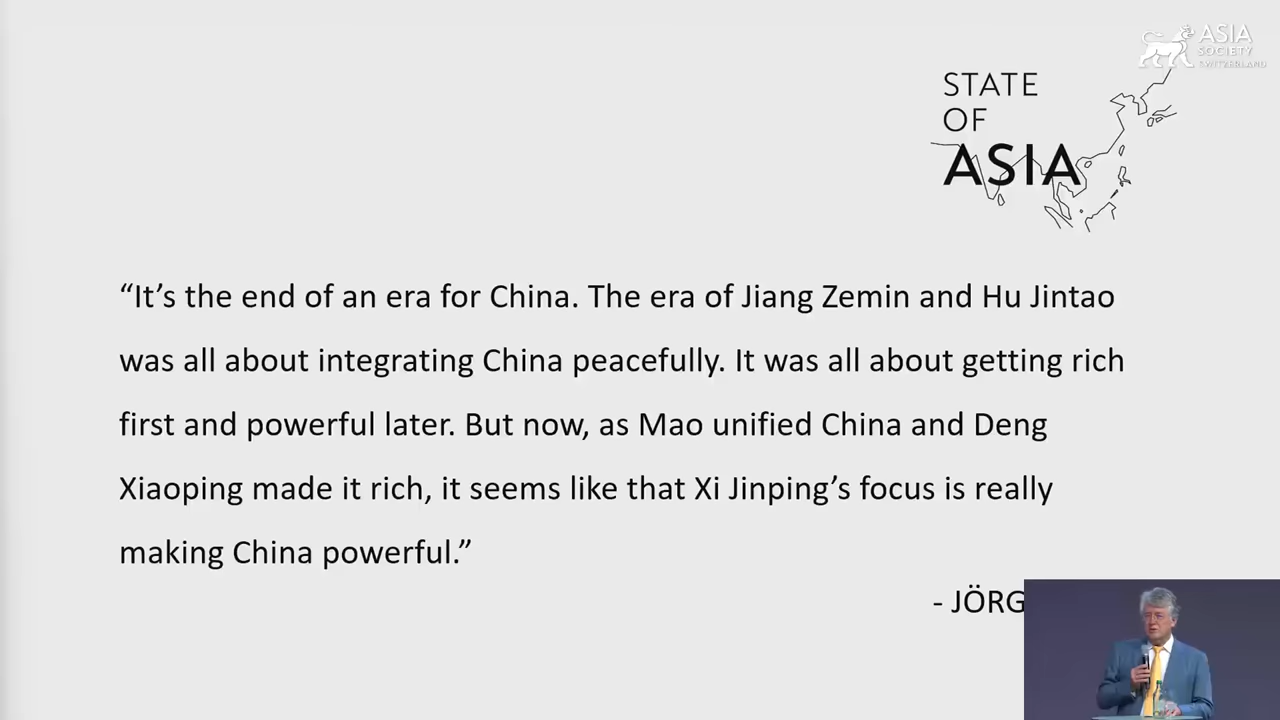 ASIA
SOCIETY
SWITZERLAND
STATE
OF
ASIA
“It’s the end of an era for China. The era of Jiang Zemin and Hu Jintao
was all about integrating China peacefully. It was all about getting rich
first and powerful later. But now, as Mao unified China and Deng
Xiaoping made it rich, it seems like that Xi Jinping’s focus is really
making China powerful.”
- JÖRG